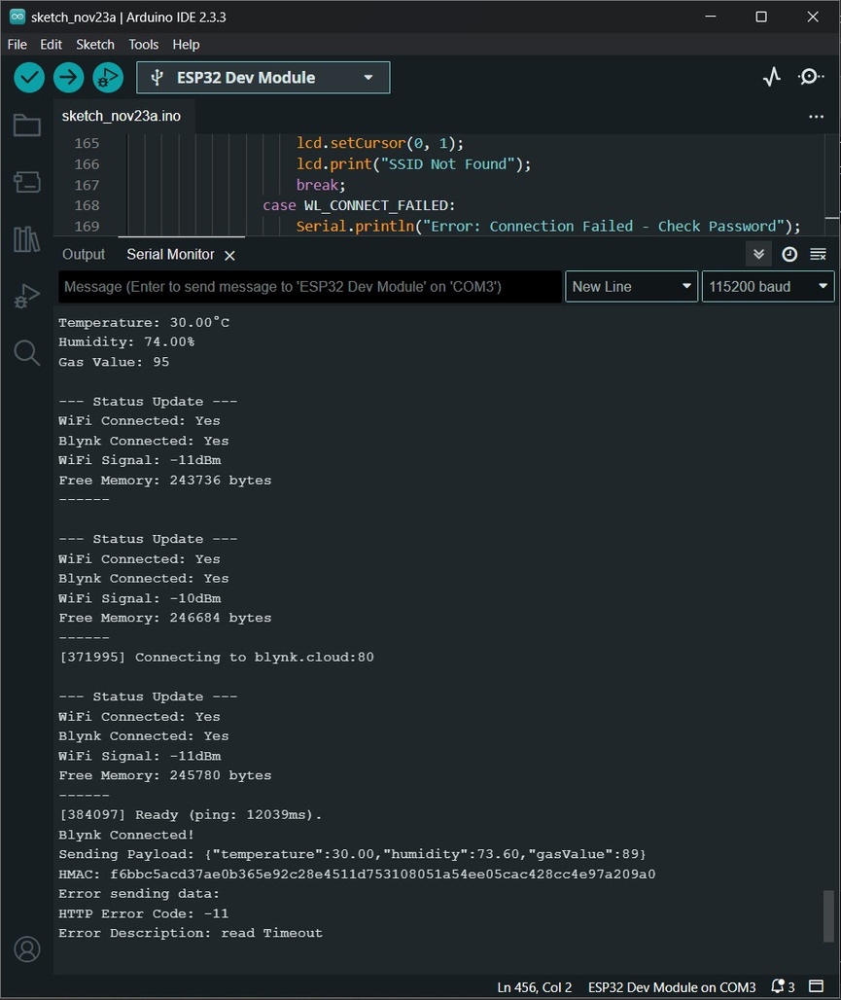 sketch_nov23a | Arduino IDE 2.3.3
File Edit Sketch Tools Help
ESP32 Dev Module
sketch_nov23a.ino
165 lcd.setCursor(0, 1);
166 lcd.print("SSID Not Found");
167 break;
168 case WL_CONNECT_FAILED:
169 Serial.println("Error: Connection Failed - Check Password");
Output Serial Monitor
Message (Enter to send message to 'ESP32 Dev Module' on 'COM3') New Line 115200 baud
Temperature: 30.00°C
Humidity: 74.00%
Gas Value: 95
--- Status Update ---
WiFi Connected: Yes
Blynk Connected: Yes
WiFi Signal: -11dBm
Free Memory: 243736 bytes
------
--- Status Update ---
WiFi Connected: Yes
Blynk Connected: Yes
WiFi Signal: -10dBm
Free Memory: 246684 bytes
------
[371995] Connecting to blynk.cloud:80
--- Status Update ---
WiFi Connected: Yes
Blynk Connected: Yes
WiFi Signal: -11dBm
Free Memory: 245780 bytes
------
[384097] Ready (ping: 12039ms).
Blynk Connected!
Sending Payload: {"temperature":30.00,"humidity":73.60,"gasValue":89}
HMAC: f6bbc5acd37ae0b365e92c28e4511d753108051a54ee05cac428cc4e97a209a0
Error sending data:
HTTP Error Code: -11
Error Description: read Timeout
Ln 456, Col 2 ESP32 Dev Module on COM3 3